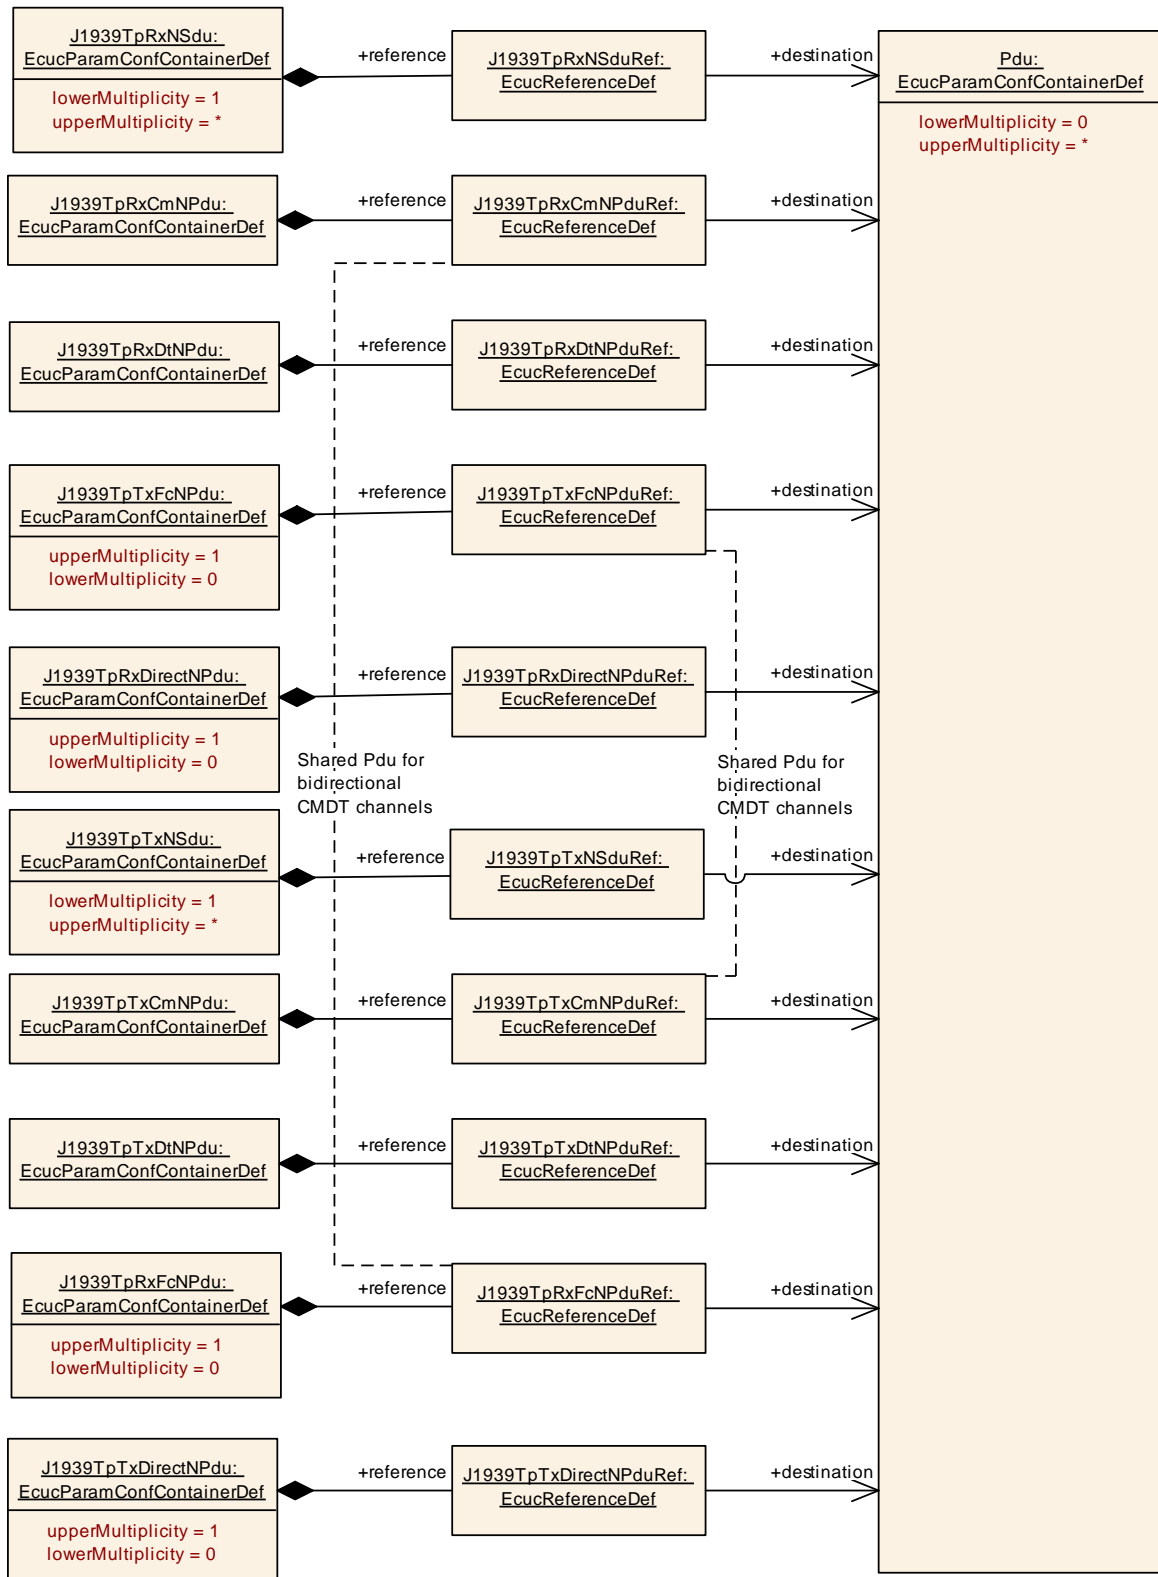 J1939TpRxNSdu:
EcucParamConfContainerDef
lowerMultiplicity = 1
upperMultiplicity = *
+reference
J1939TpRxNSduRef:
EcucReferenceDef
+destination
Pdu:
EcucParamConfContainerDef
lowerMultiplicity = 0
upperMultiplicity = *
J1939TpRxCmNPdu:
EcucParamConfContainerDef
+reference
J1939TpRxCmNPduRef:
EcucReferenceDef
+destination
J1939TpRxDtNPdu:
EcucParamConfContainerDef
+reference
J1939TpRxDtNPduRef:
EcucReferenceDef
+destination
J1939TpTxFcNPdu:
EcucParamConfContainerDef
upperMultiplicity = 1
lowerMultiplicity = 0
+reference
J1939TpTxFcNPduRef:
EcucReferenceDef
+destination
J1939TpRxDirectNPdu:
EcucParamConfContainerDef
upperMultiplicity = 1
lowerMultiplicity = 0
+reference
J1939TpRxDirectNPduRef:
EcucReferenceDef
+destination
Shared Pdu for
bidirectional
CMDT channels
Shared Pdu for
bidirectional
CMDT channels
J1939TpTxNSdu:
EcucParamConfContainerDef
lowerMultiplicity = 1
upperMultiplicity = *
+reference
J1939TpTxNSduRef:
EcucReferenceDef
+destination
J1939TpTxCmNPdu:
EcucParamConfContainerDef
+reference
J1939TpTxCmNPduRef:
EcucReferenceDef
+destination
J1939TpTxDtNPdu:
EcucParamConfContainerDef
+reference
J1939TpTxDtNPduRef:
EcucReferenceDef
+destination
J1939TpRxFcNPdu:
EcucParamConfContainerDef
upperMultiplicity = 1
lowerMultiplicity = 0
+reference
J1939TpRxFcNPduRef:
EcucReferenceDef
+destination
J1939TpTxDirectNPdu:
EcucParamConfContainerDef
upperMultiplicity = 1
lowerMultiplicity = 0
+reference
J1939TpTxDirectNPduRef:
EcucReferenceDef
+destination